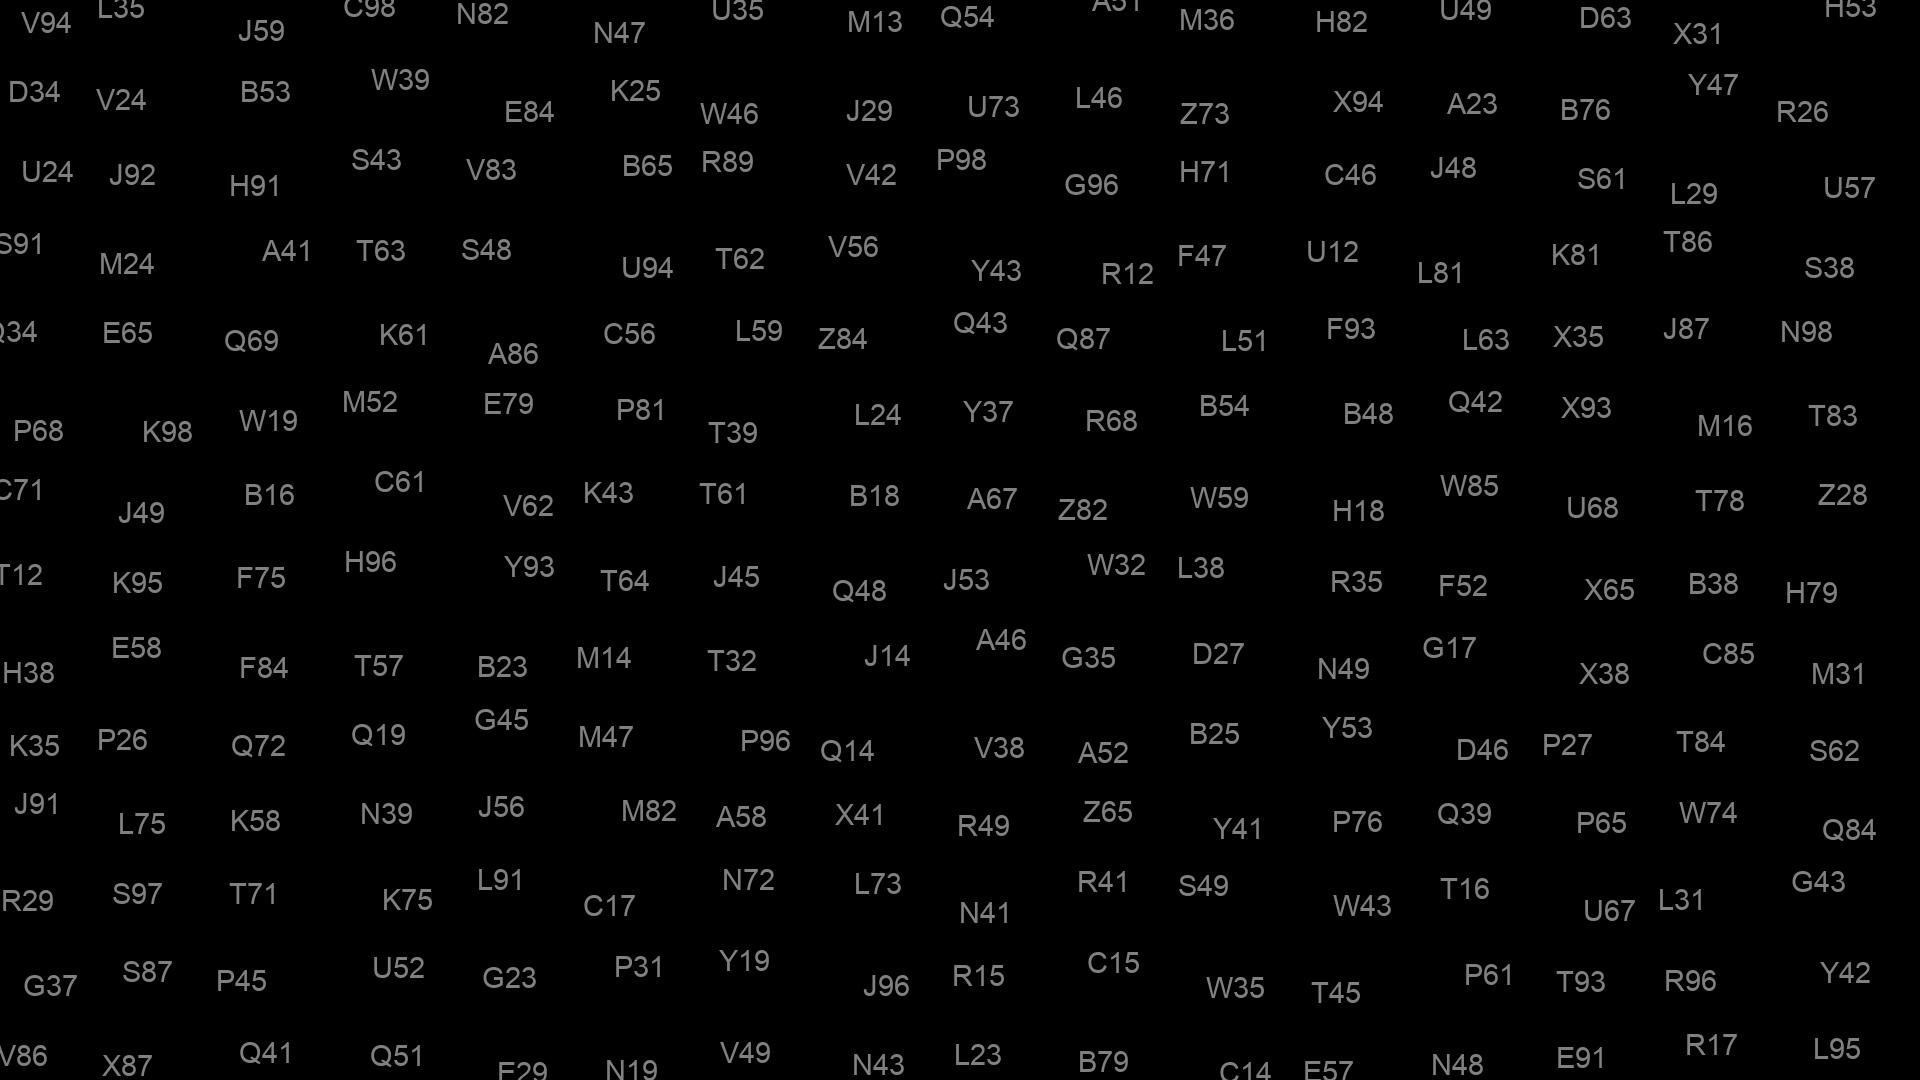 V94 L35 J59 C98 N82 N47 U35 M13 Q54 A51 M36 H82 U49 D63 X31 H53
D34 V24 B53 W39 E84 K25 W46 J29 U73 L46 Z73 X94 A23 B76 Y47 R26
U24 J92 H91 S43 V83 B65 R89 V42 P98 G96 H71 C46 J48 S61 L29 U57
S91 M24 A41 T63 S48 U94 T62 V56 Y43 R12 F47 U12 L81 K81 T86 S38
Q34 E65 Q69 K61 A86 C56 L59 Z84 Q43 Q87 L51 F93 L63 X35 J87 N98
P68 K98 W19 M52 E79 P81 T39 L24 Y37 R68 B54 B48 Q42 X93 M16 T83
C71 J49 B16 C61 V62 K43 T61 B18 A67 Z82 W59 H18 W85 U68 T78 Z28
T12 K95 F75 H96 Y93 T64 J45 Q48 J53 W32 L38 R35 F52 X65 B38 H79
H38 E58 F84 T57 B23 M14 T32 J14 A46 G35 D27 N49 G17 X38 C85 M31
K35 P26 Q72 Q19 G45 M47 P96 Q14 V38 A52 B25 Y53 D46 P27 T84 S62
J91 L75 K58 N39 J56 M82 A58 X41 R49 Z65 Y41 P76 Q39 P65 W74 Q84
R29 S97 T71 K75 L91 C17 N72 L73 N41 R41 S49 W43 T16 U67 L31 G43
G37 S87 P45 U52 G23 P31 Y19 J96 R15 C15 W35 T45 P61 T93 R96 Y42
V86 X87 Q41 Q51 F29 N19 V49 N43 L23 B79 C14 E57 N48 E91 R17 L95